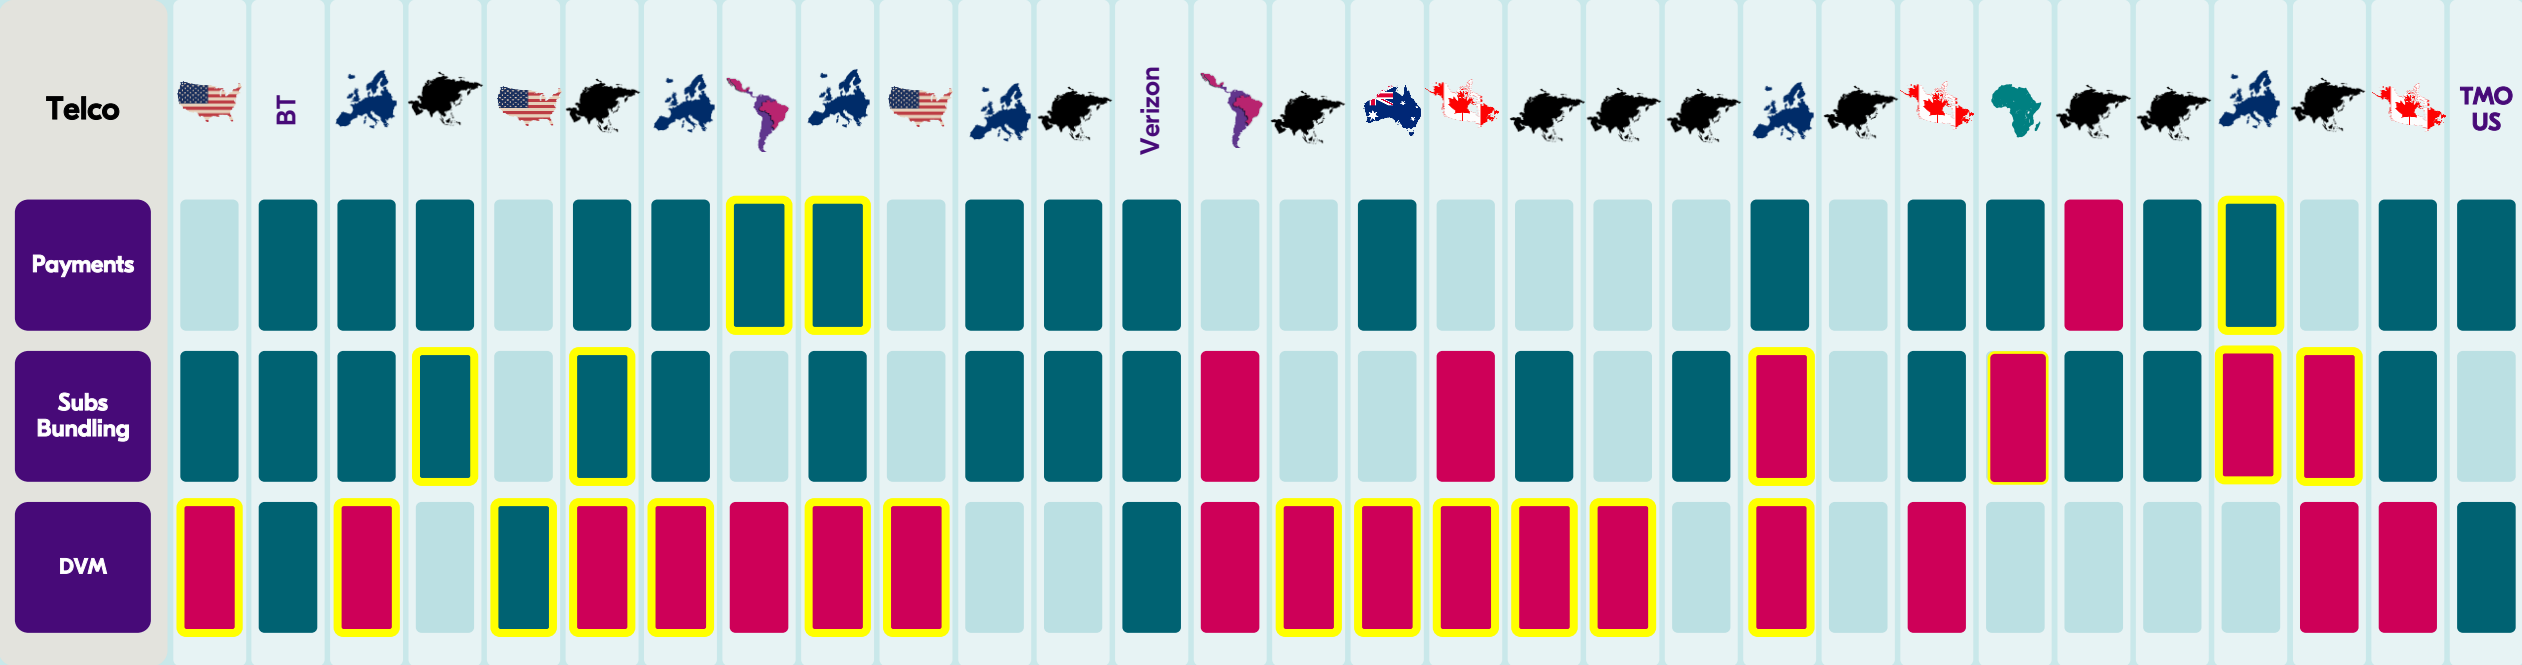 Telco
BT
Verizon
TMO
US
Payments
Subs
Bundling
DVM